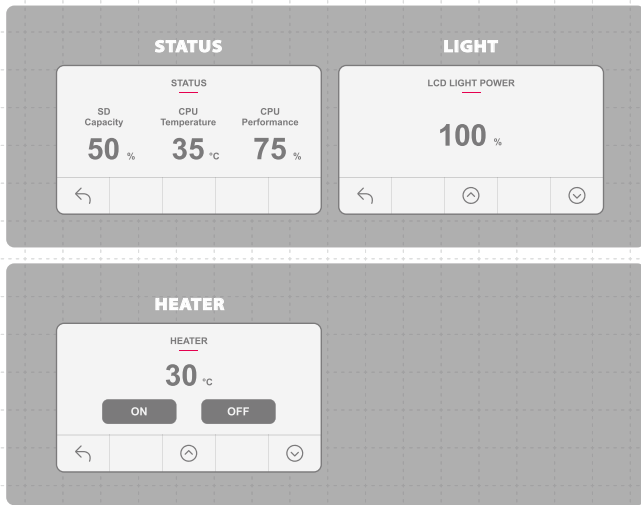 STATUS
LIGHT
STATUS
SD
Capacity
CPU
Temperature
CPU
Performance
50 %
35 °C
75 %
LCD LIGHT POWER
100 %
HEATER
HEATER
30 °C
ON
OFF